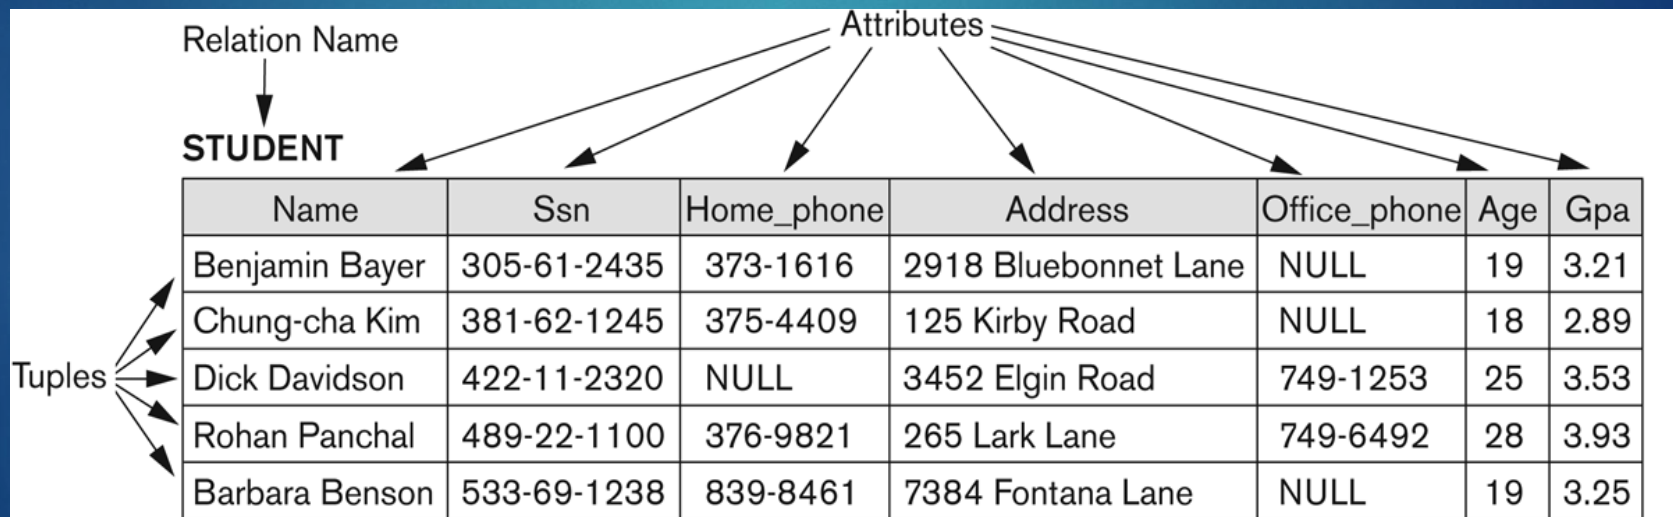 Attributes
Relation Name
STUDENT
Name Ssn Home_phone Address Office_phone Age Gpa
Benjamin Bayer 305-61-2435 373-1616 2918 Bluebonnet Lane NULL 19 3.21
Chung-cha Kim 381-62-1245 375-4409 125 Kirby Road NULL 18 2.89
Tuples Dick Davidson 422-11-2320 NULL 3452 Elgin Road 749-1253 25 3.53
Rohan Panchal 489-22-1100 376-9821 265 Lark Lane 749-6492 28 3.93
Barbara Benson 533-69-1238 839-8461 7384 Fontana Lane NULL 19 3.25